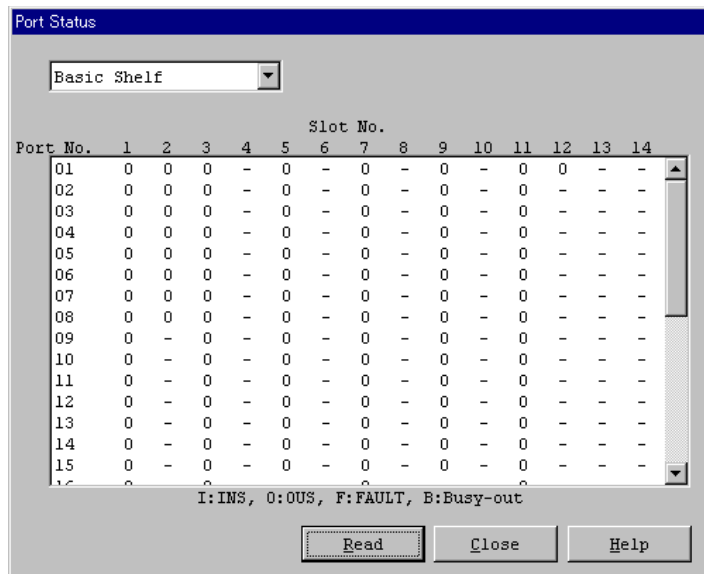 Port Status
Basic Shelf
Slot No.
Port No. 1 2 3 4 5 6 7 8 9 10 11 12 13 14
01 O O O - O - O - O - O O - -
02 O O O - O - O - O - O - - -
03 O O O - O - O - O - O - - -
04 O O O - O - O - O - O - - -
05 O O O - O - O - O - O - - -
06 O O O - O - O - O - O - - -
07 O O O - O - O - O - O - - -
08 O O O - O - O - O - O - - -
09 O - O - O - O - O - O - - -
10 O - O - O - O - O - O - - -
11 O - O - O - O - O - O - - -
12 O - O - O - O - O - O - - -
13 O - O - O - O - O - O - - -
14 O - O - O - O - O - O - - -
15 O - O - O - O - O - O - - -
I:INS, O:OUS, F:FAULT, B:Busy-out
Read Close Help